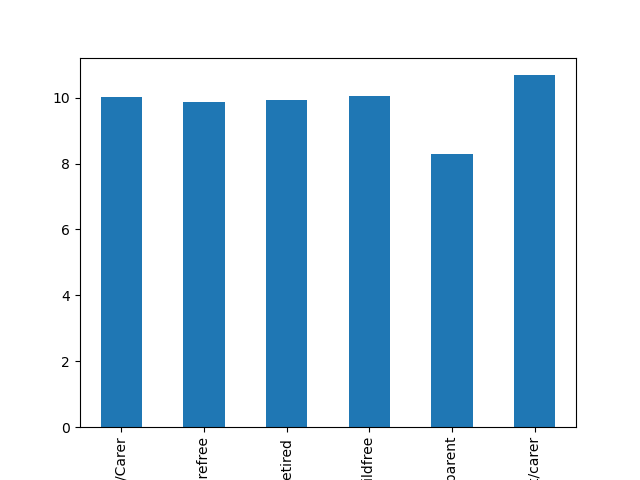 10
8
6
4
2
0
/Carer
refree
etired
ildfree
parent
/carer